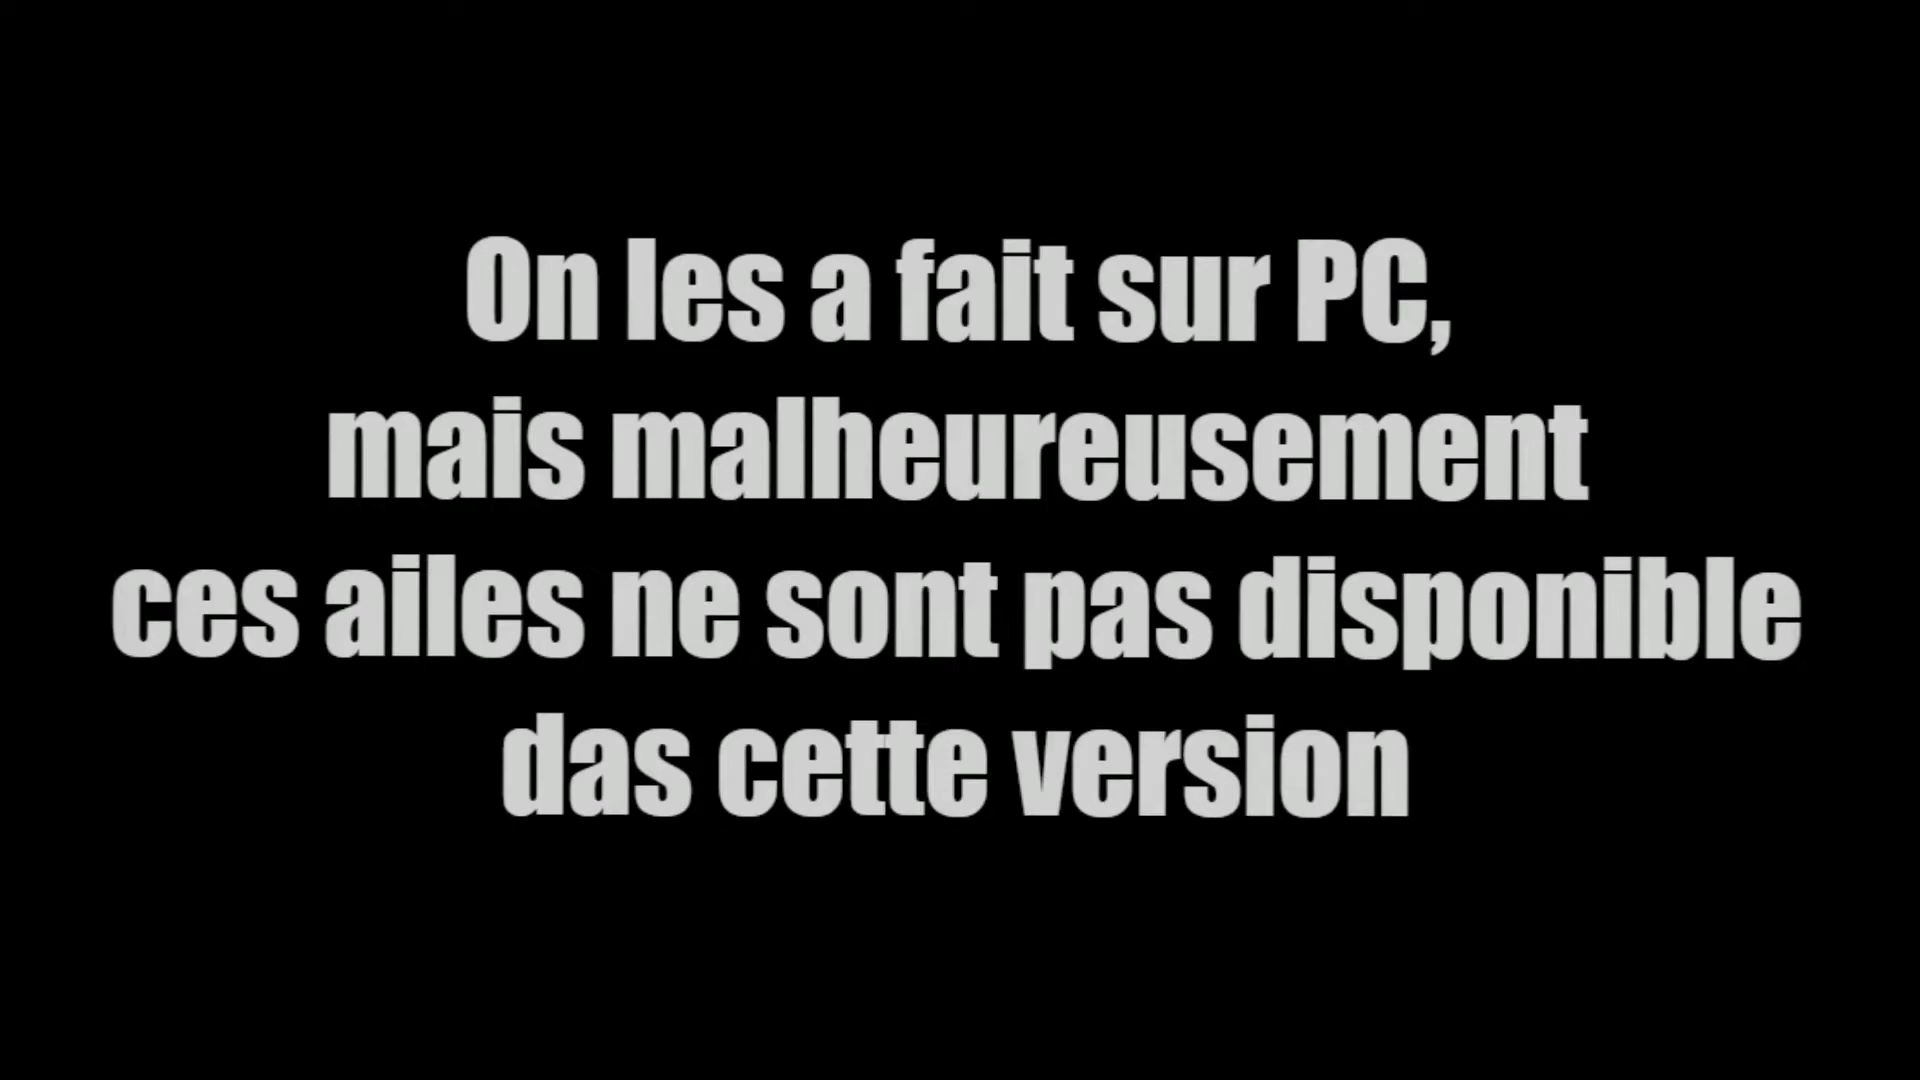 On les a fait sur PC,
mais malheureusement
ces ailes ne sont pas disponible
das cette version